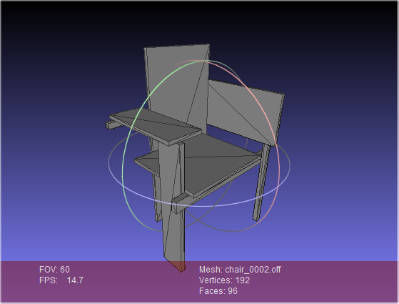 FOV: 60
FPS: 14.7
Mesh: chair_0002.off
Vertices: 192
Faces: 96